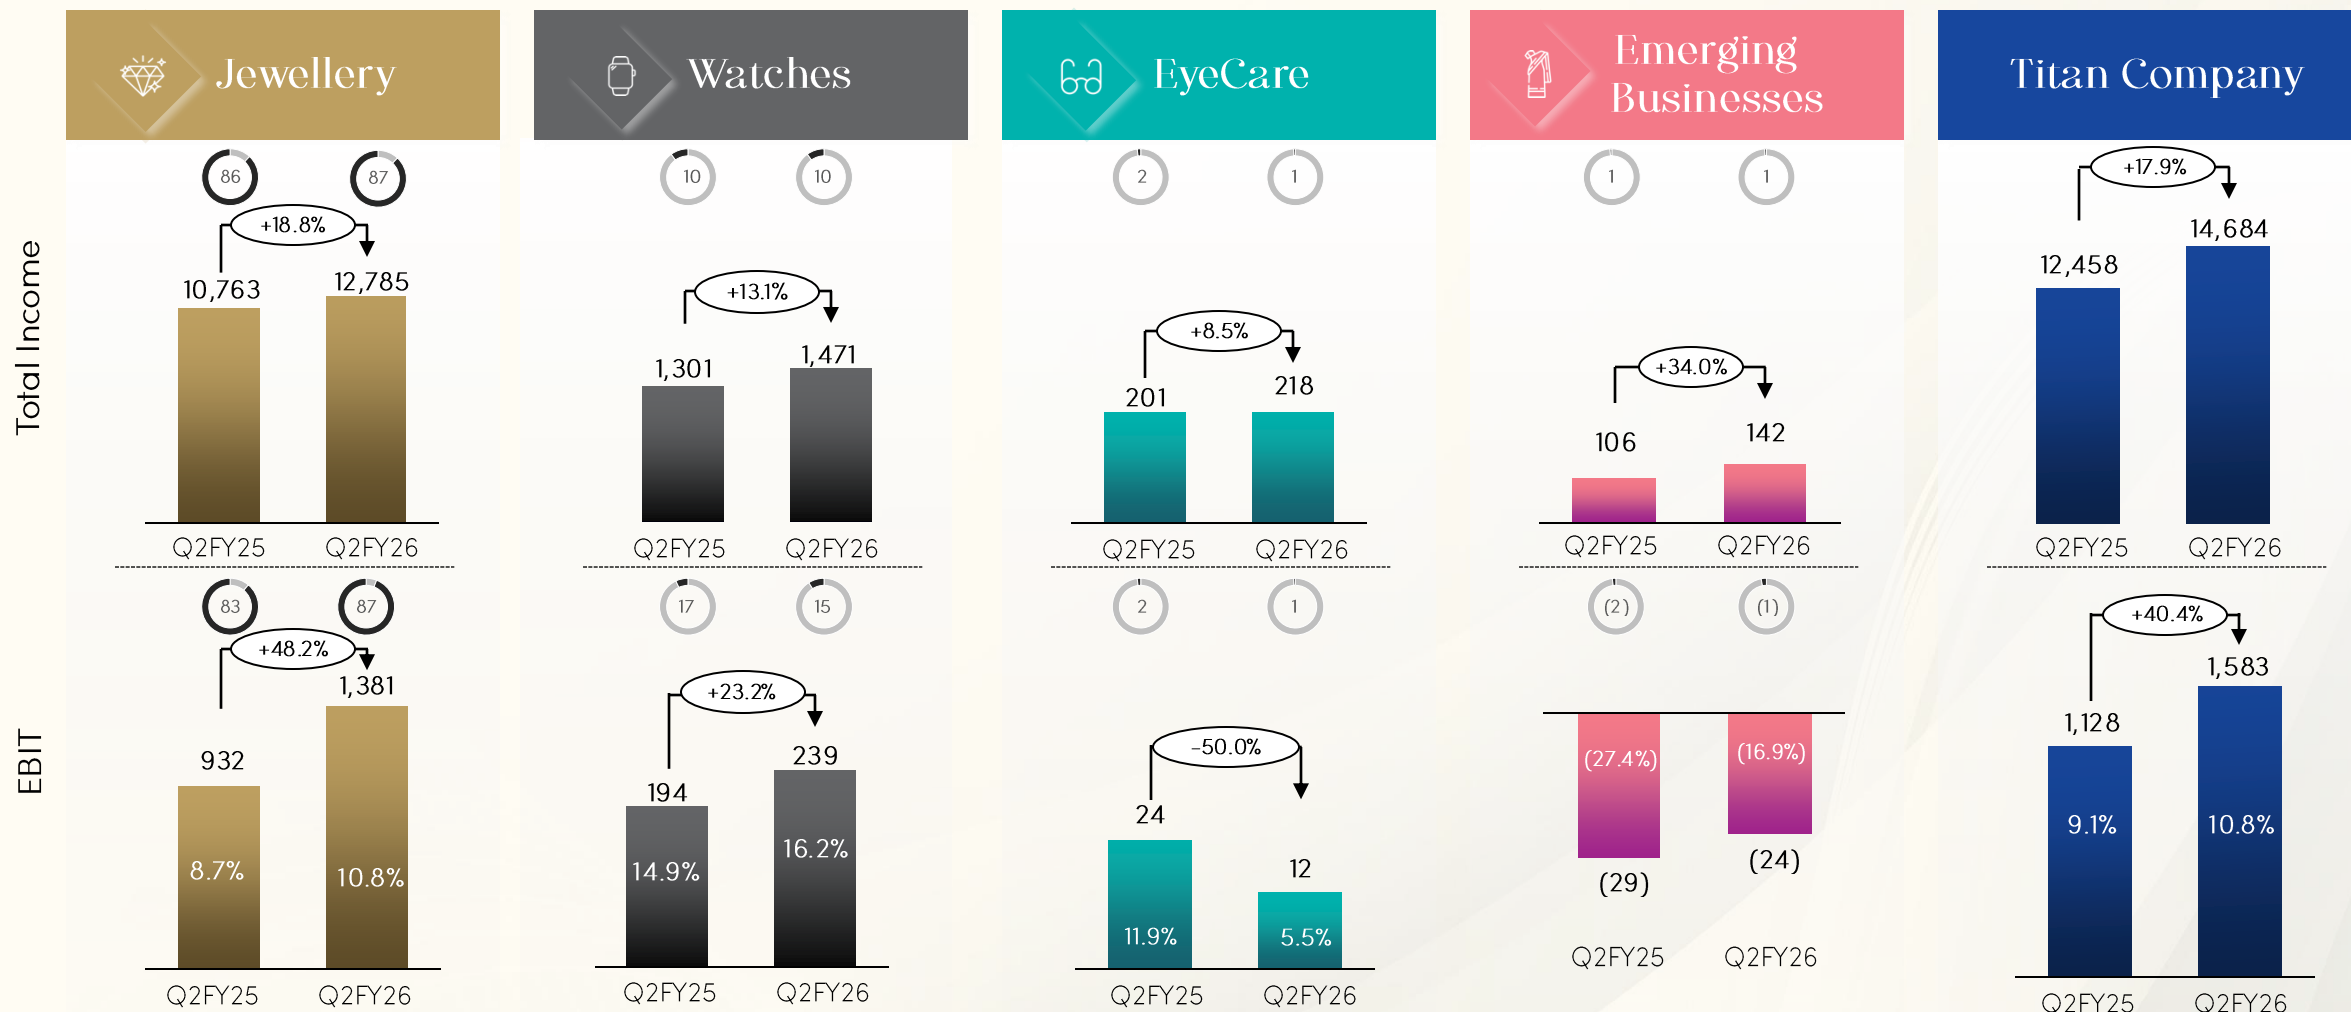 Jewellery
Watches
EyeCare
Emerging
Businesses
Titan Company
Total Income
86
87
+18.8%
10,763
12,785
Q2FY25
Q2FY26
10
10
+13.1%
1,301
1,471
Q2FY25
Q2FY26
2
1
+8.5%
201
218
Q2FY25
Q2FY26
1
1
+34.0%
106
142
Q2FY25
Q2FY26
+17.9%
12,458
14,684
Q2FY25
Q2FY26
EBIT
83
87
+48.2%
932
1,381
8.7%
10.8%
Q2FY25
Q2FY26
17
15
+23.2%
194
239
14.9%
16.2%
Q2FY25
Q2FY26
2
1
-50.0%
24
12
11.9%
5.5%
Q2FY25
Q2FY26
(2)
(1)
(27.4%)
(16.9%)
(29)
(24)
Q2FY25
Q2FY26
+40.4%
1,128
1,583
9.1%
10.8%
Q2FY25
Q2FY26